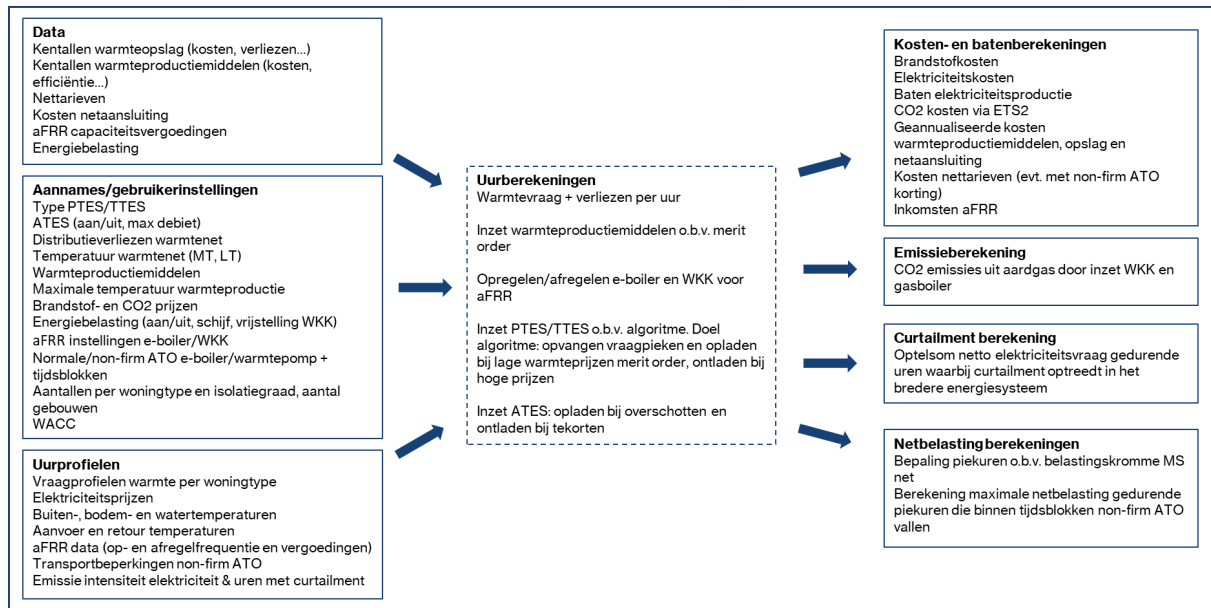 Data
Kentallen warmteopslag (kosten, verliezen...)
Kentallen warmteproductiemiddelen (kosten,
efficiëntie...)
Nettarieven
Kosten netaansluiting
aFRR capaciteitsvergoedingen
Energiebelasting
Aannames/gebruikerinstellingen
Type PTES/TTES
ATES (aan/uit, max debiet)
Distributieverliezen warmtenet
Temperatuur warmtenet (MT, LT)
Warmteproductiemiddelen
Maximale temperatuur warmteproductie
Brandstof- en CO2 prijzen
Energiebelasting (aan/uit, schijf, vrijstelling WKK)
aFRR instellingen e-boiler/WKK
Normale/non-firm ATO e-boiler/warmtepomp +
tijdsblokken
Aantallen per woningtype en isolatiegraad, aantal
gebouwen
WACC
Uurprofielen
Vraagprofielen warmte per woningtype
Elektriciteitsprijzen
Buiten-, bodem- en watertemperaturen
Aanvoer en retour temperaturen
aFRR data (op- en afregelfrequentie en vergoedingen)
Transportbeperkingen non-firm ATO
Emissie intensiteit elektriciteit & uren met curtailment
Uurberekeningen
Warmtevraag + verliezen per uur
Inzet warmteproductiemiddelen o.b.v. merit
order
Opregelen/afregelen e-boiler en WKK voor
aFRR
Inzet PTES/TTES o.b.v. algoritme. Doel
algoritme: opvangen vraagpieken en opladen
bij lage warmteprijzen merit order, ontladen bij
hoge prijzen
Inzet ATES: opladen bij overschotten en
ontladen bij tekorten
Kosten- en batenberekeningen
Brandstofkosten
Elektriciteitskosten
Baten elektriciteitsproductie
CO2 kosten via ETS2
Geannualiseerde kosten
warmteproductiemiddelen, opslag en
netaansluiting
Kosten nettarieven (evt. met non-firm ATO
korting)
Inkomsten aFRR
Emissieberekening
CO2 emissies uit aardgas door inzet WKK en
gasboiler
Curtailment berekening
Optelsom netto elektriciteitsvraag gedurende
uren waarbij curtailment optreedt in het
bredere energiesysteem
Netbelasting berekeningen
Bepaling piekuren o.b.v. belastingskromme MS
net
Berekening maximale netbelasting gedurende
piekuren die binnen tijdsblokken non-firm ATO
vallen